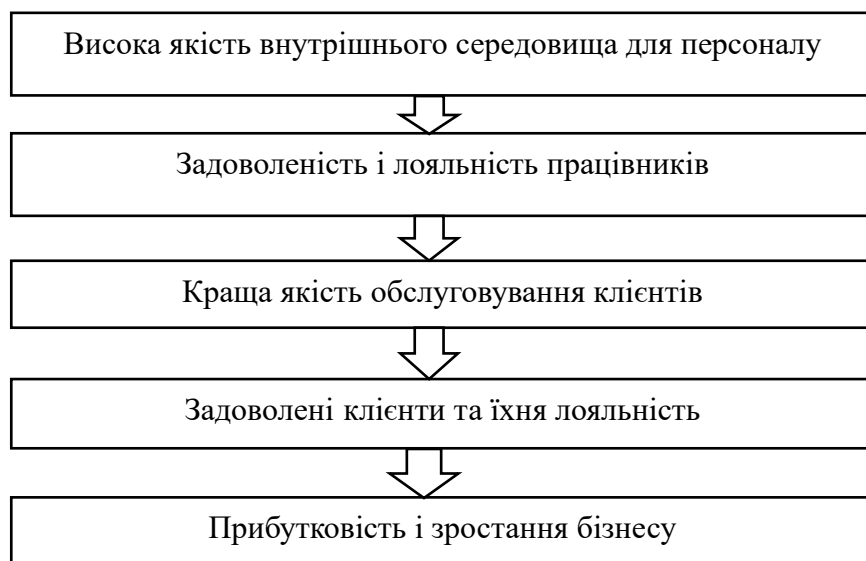 Висока якість внутрішнього середовища для персоналу
Задоволеність і лояльність працівників
Краща якість обслуговування клієнтів
Задоволені клієнти та їхня лояльність
Прибутковість і зростання бізнесу